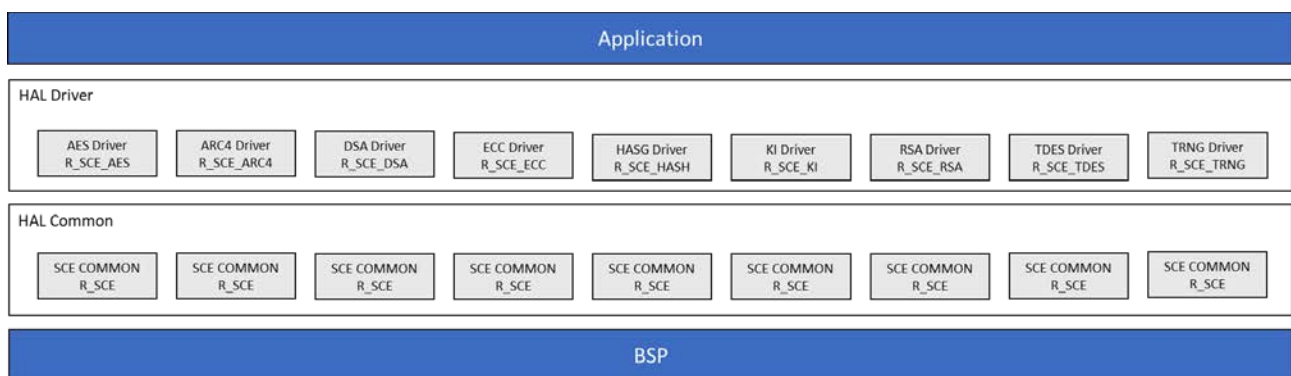 Application
HAL Driver
AES Driver
R_SCE_AES
ARC4 Driver
R_SCE_ARC4
DSA Driver
R_SCE_DSA
ECC Driver
R_SCE_ECC
HASG Driver
R_SCE_HASH
KI Driver
R_SCE_KI
RSA Driver
R_SCE_RSA
TDES Driver
R_SCE_TDES
TRNG Driver
R_SCE_TRNG
HAL Common
SCE COMMON
R_SCE
SCE COMMON
R_SCE
SCE COMMON
R_SCE
SCE COMMON
R_SCE
SCE COMMON
R_SCE
SCE COMMON
R_SCE
SCE COMMON
R_SCE
SCE COMMON
R_SCE
SCE COMMON
R_SCE
BSP